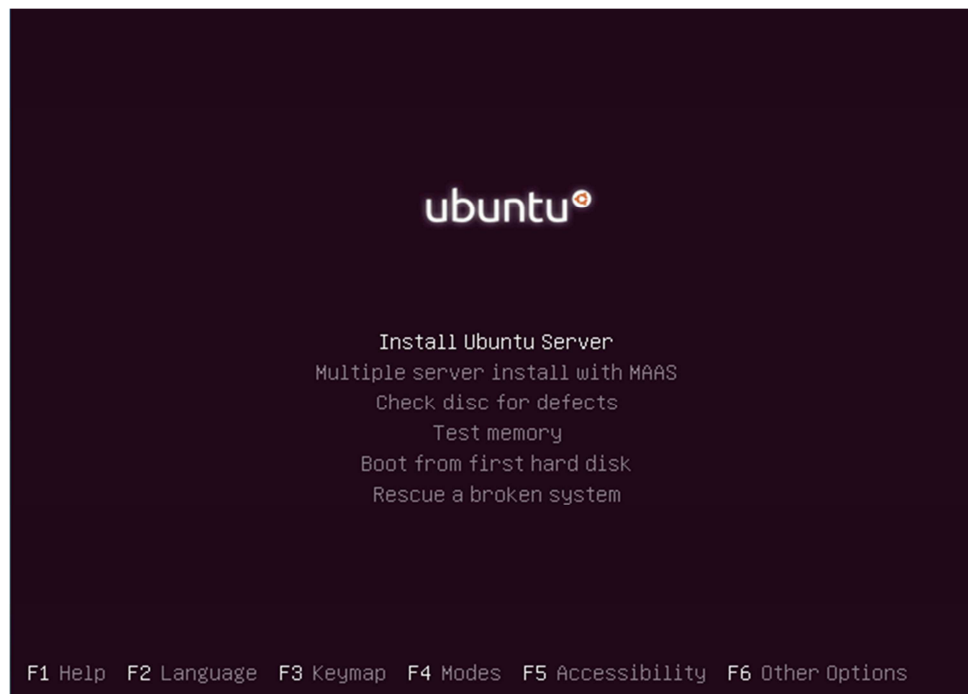 ubuntu
Install Ubuntu Server
Multiple server install with MAAS
Check disc for defects
Test memory
Boot from first hard disk
Rescue a broken system
F1 Help F2 Language F3 Keymap F4 Modes F5 Accessibility F6 Other Options